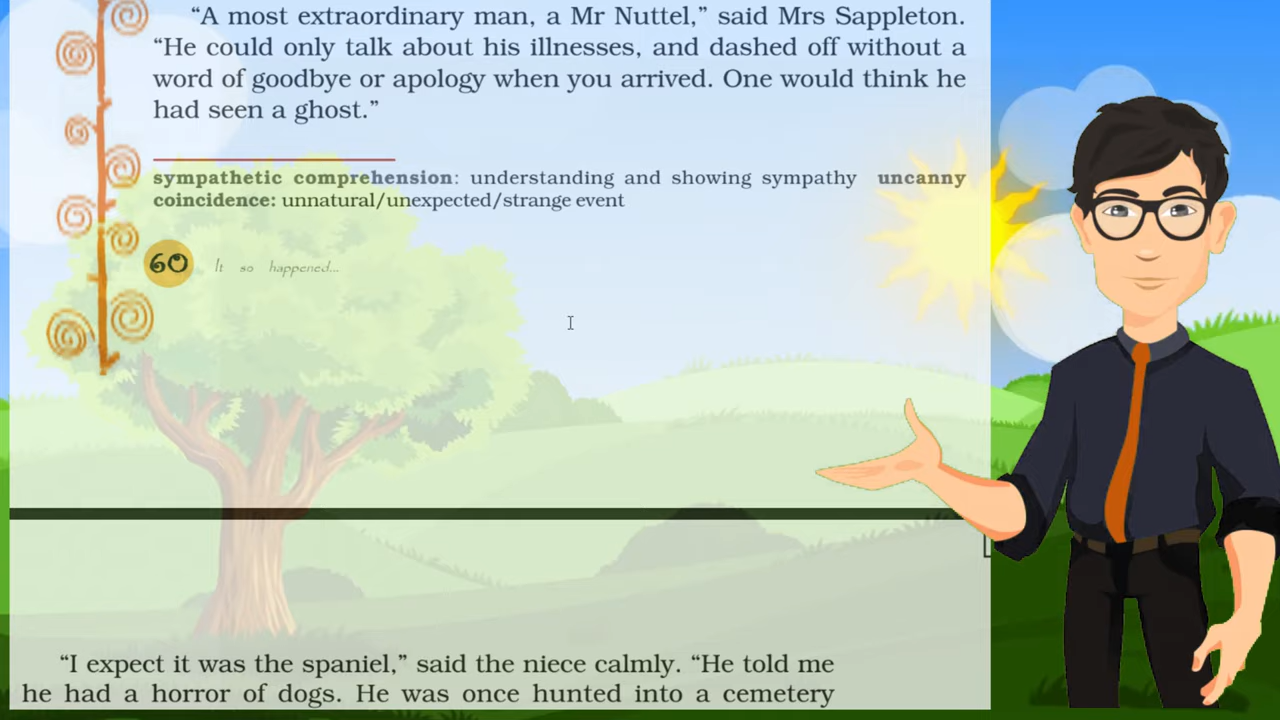 “A most extraordinary man, a Mr Nuttel,” said Mrs Sappleton.
“He could only talk about his illnesses, and dashed off without a
word of goodbye or apology when you arrived. One would think he
had seen a ghost.”
sympathetic comprehension: understanding and showing sympathy uncanny
coincidence: unnatural/unexpected/strange event
60 It so happened...
“I expect it was the spaniel,” said the niece calmly. “He told me
he had a horror of dogs. He was once hunted into a cemetery